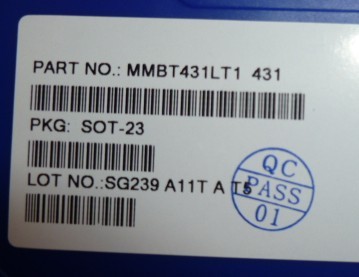 PART NO.: MMBT431LT1 431
PKG: SOT-23
LOT NO.:SG239 A11T A T5
QC
PASS
01